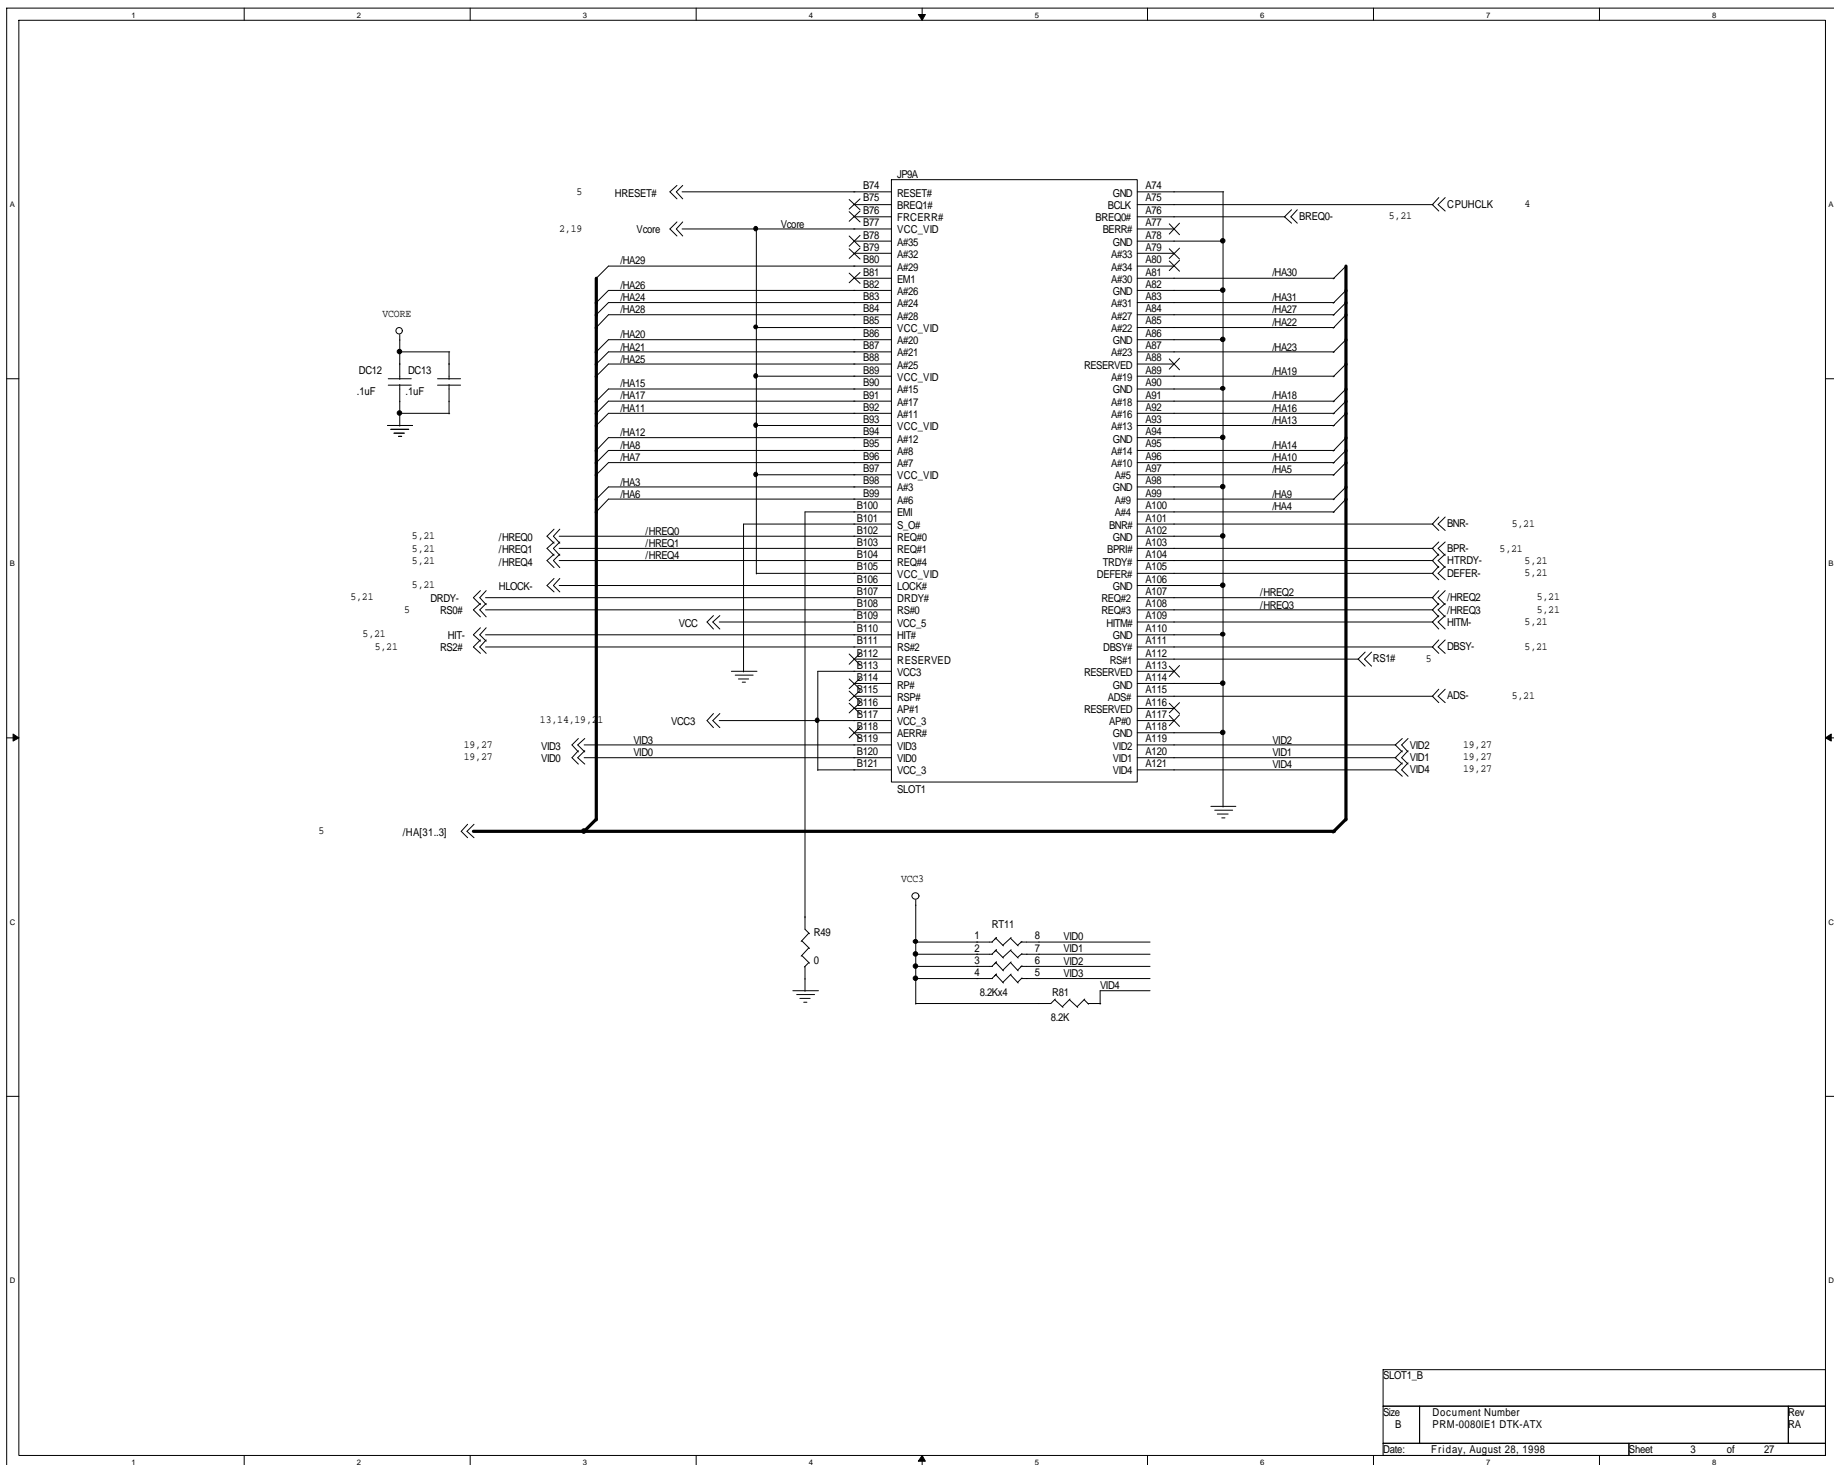 1 2 3 4 5 6 7 8
A A
B B
C C
D D
JP9A
SLOT1
5 HRESET# B74 RESET#
B75 BREQ1#
B76 FRCERR#
2,19 Vcore Vcore B77 VCC_VID
B78 A#35
B79 A#32
/HA29 B80 A#29
B81 EM1
/HA26 B82 A#26
/HA24 B83 A#24
/HA28 B84 A#28
B85 VCC_VID
/HA20 B86 A#20
/HA21 B87 A#21
/HA25 B88 A#25
B89 VCC_VID
/HA15 B90 A#15
/HA17 B91 A#17
/HA11 B92 A#11
B93 VCC_VID
/HA12 B94 A#12
/HA8 B95 A#8
/HA7 B96 A#7
B97 VCC_VID
/HA3 B98 A#3
/HA6 B99 A#6
B100 EMI
B101 S_O#
5,21 /HREQ0 /HREQ0 B102 REQ#0
5,21 /HREQ1 /HREQ1 B103 REQ#1
5,21 /HREQ4 /HREQ4 B104 REQ#4
B105 VCC_VID
5,21 HLOCK- B106 LOCK#
5,21 DRDY- B107 DRDY#
5 RS0# B108 RS#0
VCC B109 VCC_5
5,21 HIT- B110 HIT#
5,21 RS2# B111 RS#2
B112 RESERVED
B113 VCC3
B114 RP#
B115 RSP#
B116 AP#1
13,14,19,21 VCC3 B117 VCC_3
B118 AERR#
19,27 VID3 VID3 B119 VID3
19,27 VID0 VID0 B120 VID0
B121 VCC_3
GND A74
BCLK A75 CPUHCLK 4
BREQ0# A76 BREQ0- 5,21
BERR# A77
GND A78
A#33 A79
A#34 A80
A#30 A81 /HA30
GND A82
A#31 A83 /HA31
A#27 A84 /HA27
A#22 A85 /HA22
GND A86
A#23 A87 /HA23
RESERVED A88
A#19 A89 /HA19
GND A90
A#18 A91 /HA18
A#16 A92 /HA16
A#13 A93 /HA13
GND A94
A#14 A95 /HA14
A#10 A96 /HA10
A#5 A97 /HA5
GND A98
A#9 A99 /HA9
A#4 A100 /HA4
BNR# A101 BNR- 5,21
GND A102
BPRI# A103 BPR- 5,21
TRDY# A104 HTRDY- 5,21
DEFER# A105 DEFER- 5,21
GND A106
REQ#2 A107 /HREQ2 /HREQ2 5,21
REQ#3 A108 /HREQ3 /HREQ3 5,21
HITM# A109 HITM- 5,21
GND A110
DBSY# A111 DBSY- 5,21
RS#1 A112 RS1# 5
RESERVED A113
GND A114
ADS# A115 ADS- 5,21
RESERVED A116
AP#0 A117
GND A118
VID2 A119 VID2 VID2 19,27
VID1 A120 VID1 VID1 19,27
VID4 A121 VID4 VID4 19,27
VCORE
DC12 DC13
.1uF .1uF
5 /HA[31..3]
R49
0
VCC3
RT11
1 8 VID0
2 7 VID1
3 6 VID2
4 5 VID3
8.2Kx4 R81 VID4
8.2K
SLOT1_B
Size Document Number Rev
B PRM-0080IE1 DTK-ATX RA
Date: Friday, August 28, 1998 Sheet 3 of 27
1 2 3 4 5 6 7 8